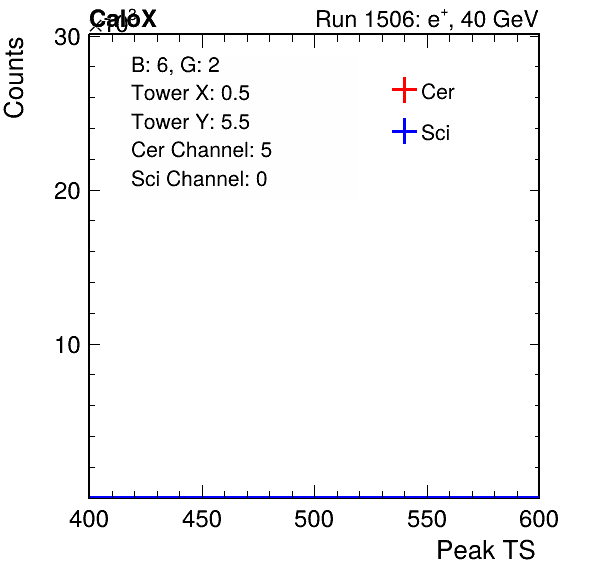 CaloX
×10³
Run 1506: e⁺, 40 GeV
Counts
30
20
10
B: 6, G: 2
Tower X: 0.5
Tower Y: 5.5
Cer Channel: 5
Sci Channel: 0
Cer
Sci
400 450 500 550 600
Peak TS